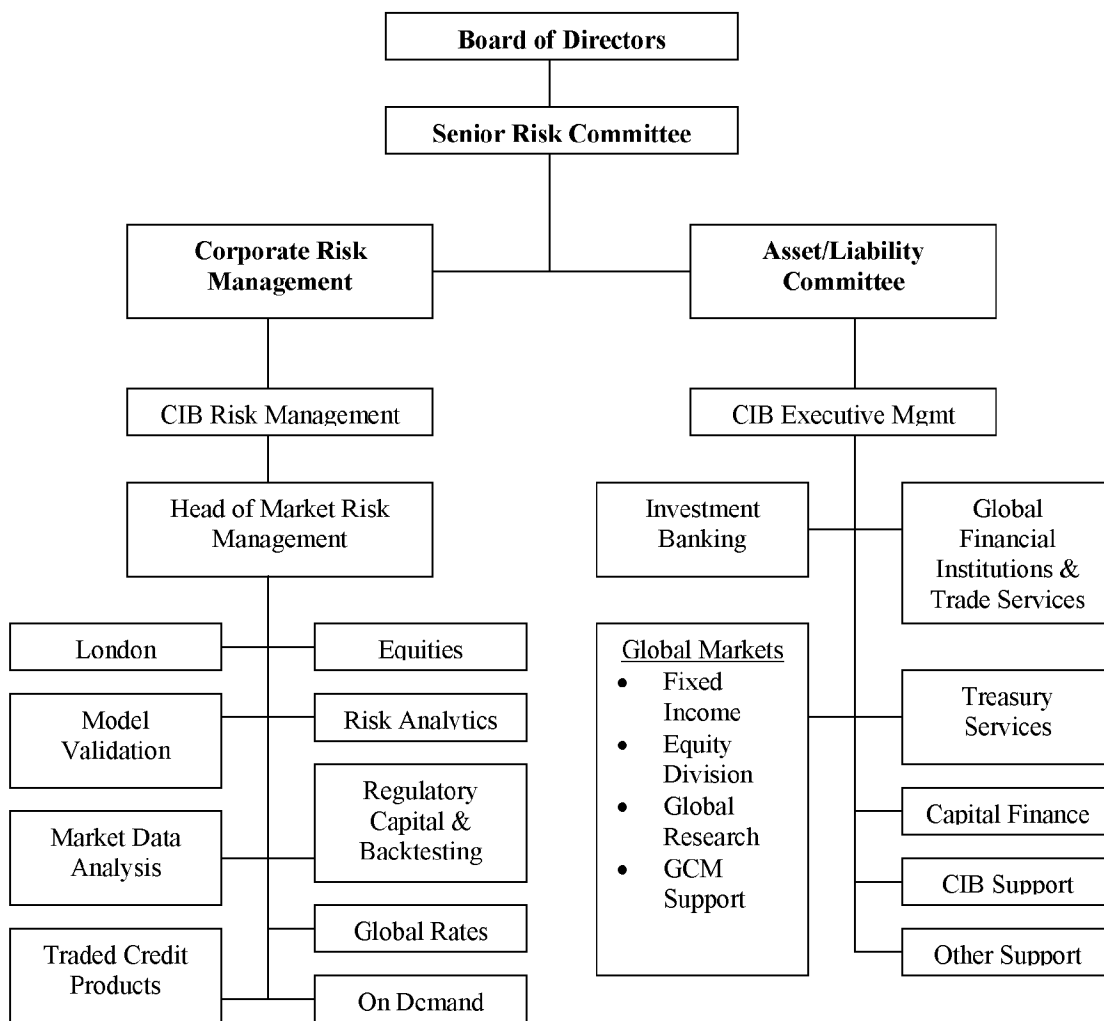 Board of Directors
Senior Risk Committee
Corporate Risk
Management
Asset/Liability
Committee
CIB Risk Management
CIB Executive Mgmt
Head of Market Risk
Management
Investment
Banking
Global
Financial
Institutions &
Trade Services
London
Equities
Model
Validation
Risk Analytics
Market Data
Analysis
Regulatory
Capital &
Backtesting
Global Rates
Traded Credit
Products
On Demand
Global Markets
• Fixed
Income
• Equity
Division
• Global
Research
• GCM
Support
Treasury
Services
Capital Finance
CIB Support
Other Support